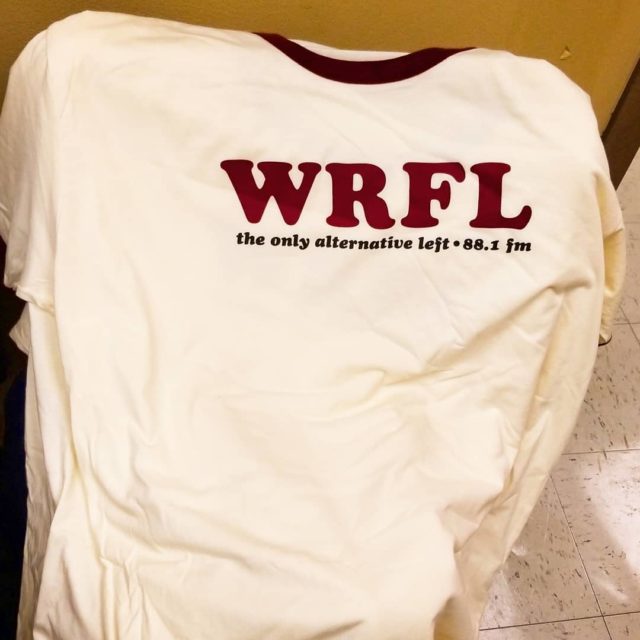 WRFL
the only alternative left • 88.1 fm